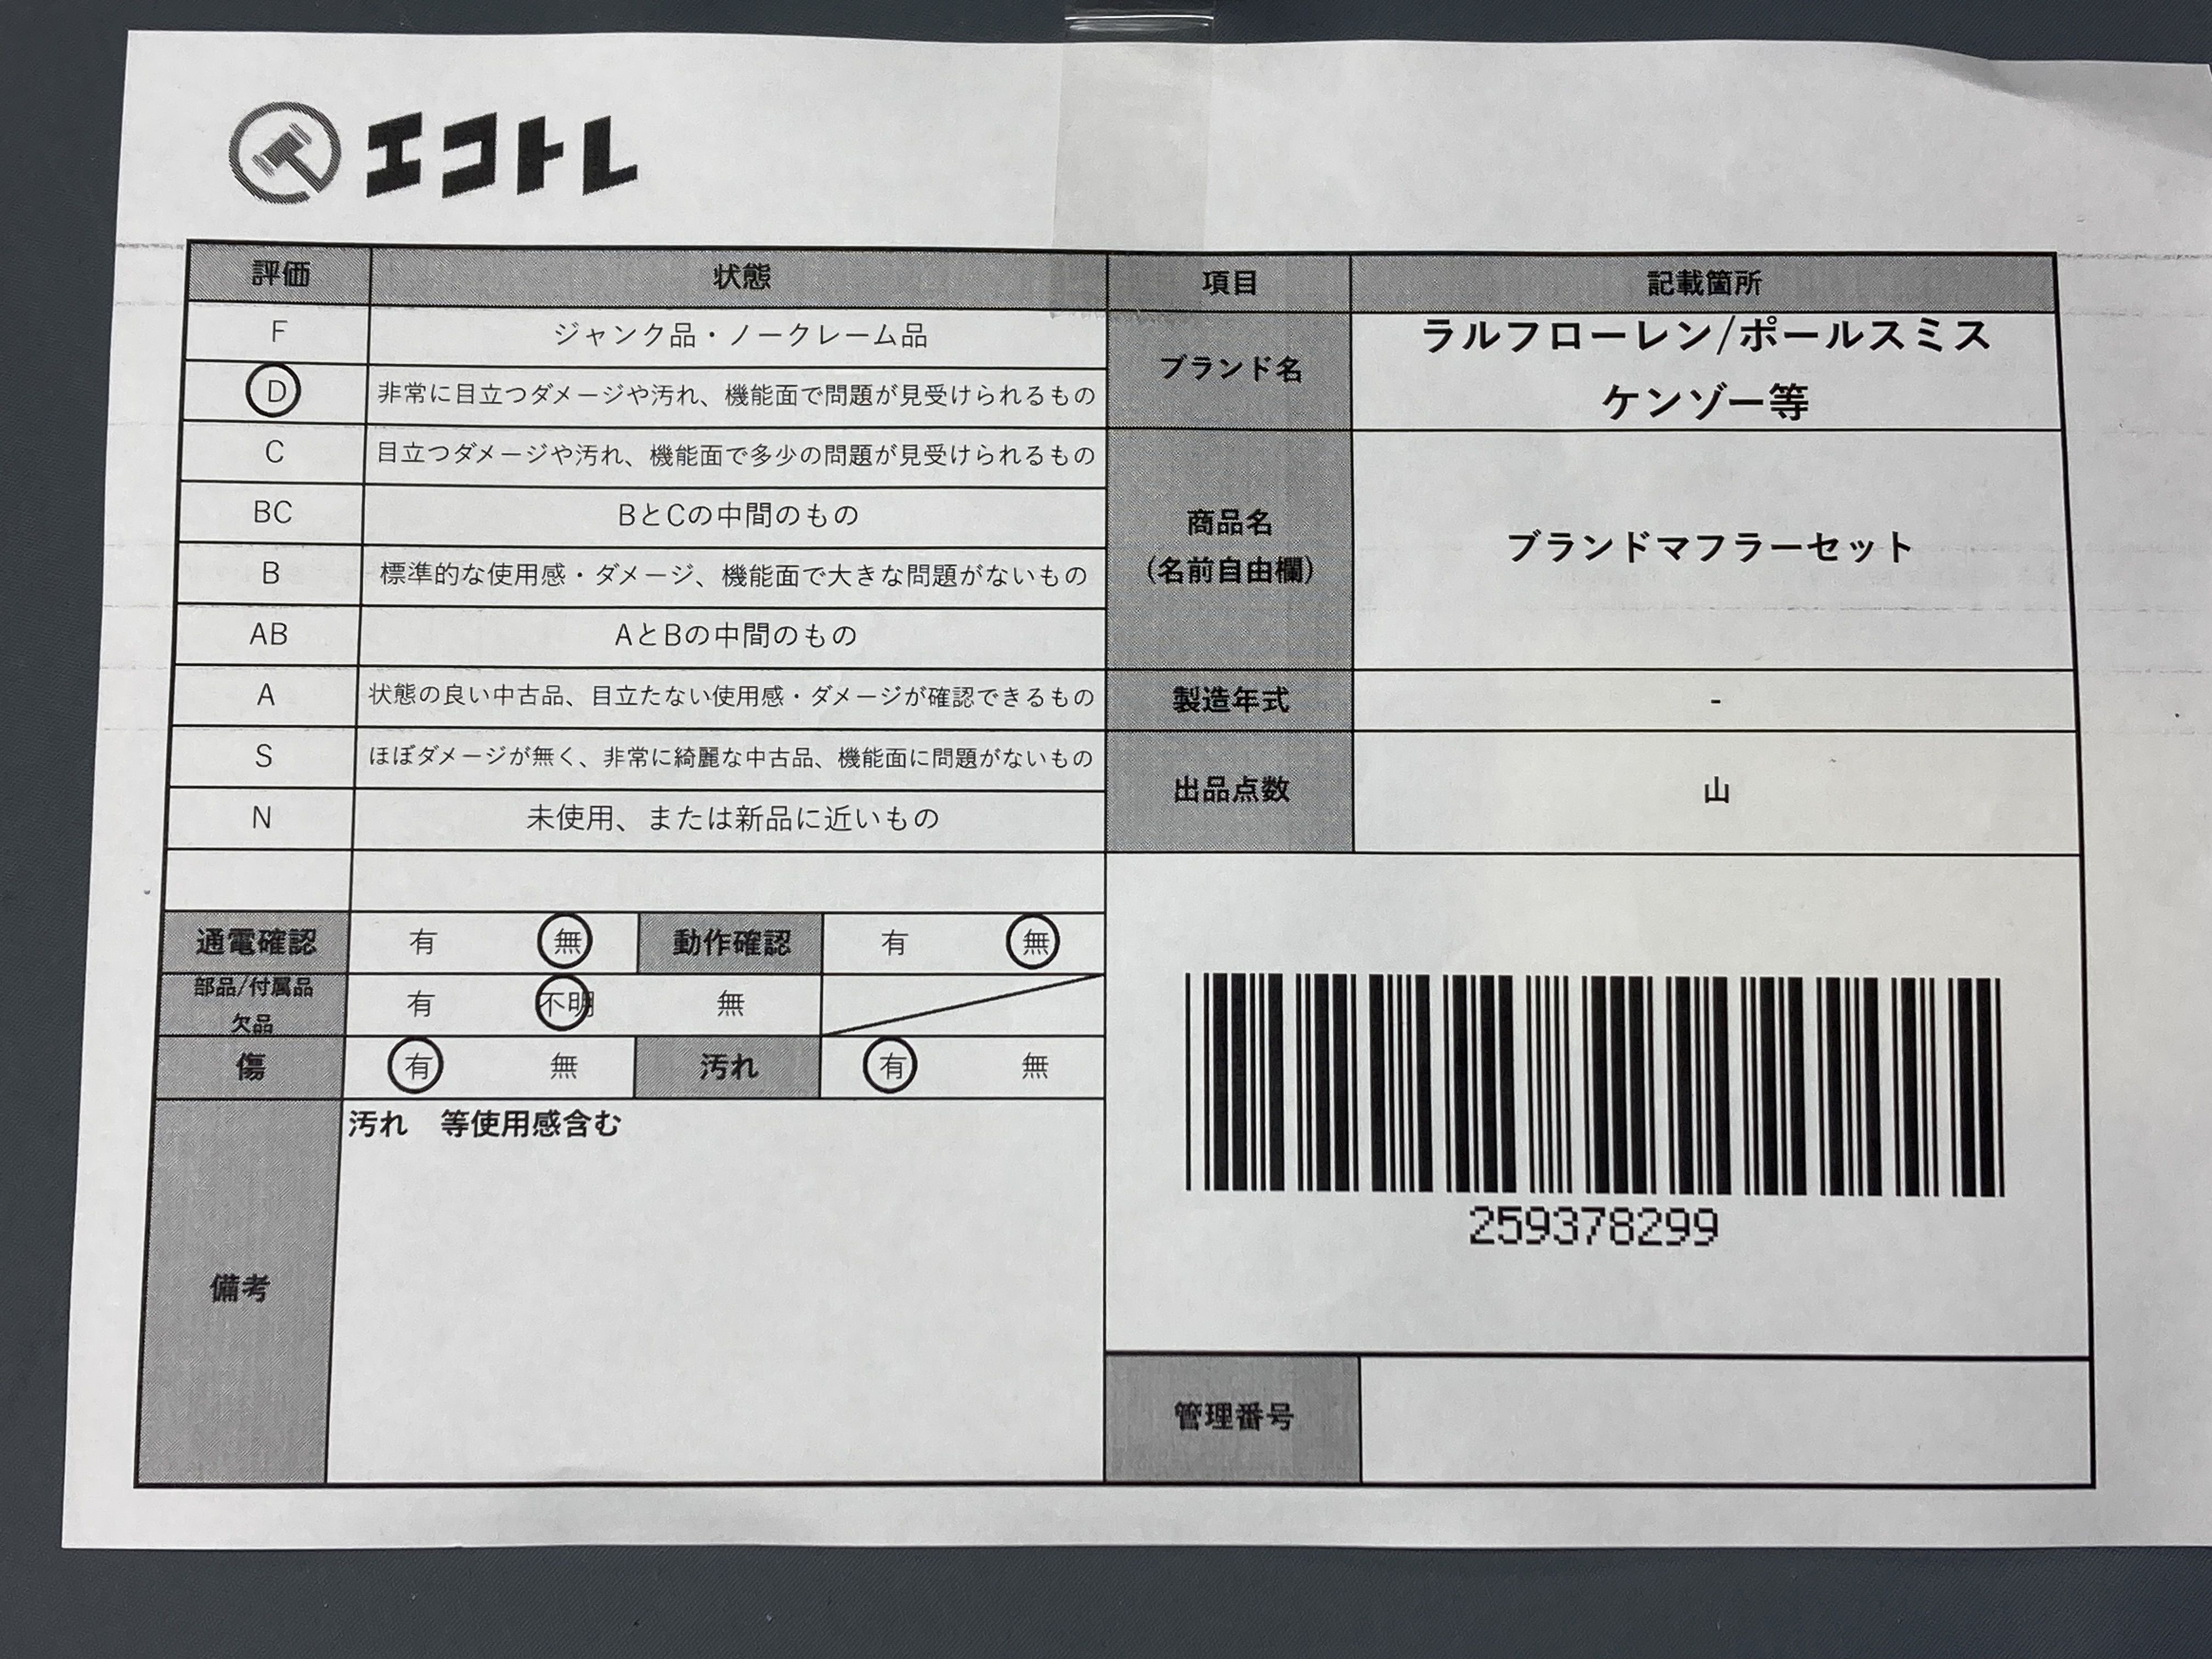 エコトレ
評価 状態
F ジャンク品・ノークレーム品
D 非常に目立つダメージや汚れ、機能面で問題が見受けられるもの
C 目立つダメージや汚れ、機能面で多少の問題が見受けられるもの
BC BとCの中間のもの
B 標準的な使用感・ダメージ、機能面で大きな問題がないもの
AB AとBの中間のもの
A 状態の良い中古品、目立たない使用感・ダメージが確認できるもの
S ほぼダメージが無く、非常に綺麗な中古品、機能面に問題がないもの
N 未使用、または新品に近いもの
通電確認 有 無 動作確認 有 無
部品/付属品
欠品 有 不明 無
傷 有 無 汚れ 有 無
備考 汚れ 等使用感含む
項目 記載箇所
ブランド名 ラルフローレン/ポールスミス
ケンゾー等
商品名
(名前自由欄) ブランドマフラーセット
製造年式 -
出品点数 山
259378299
管理番号